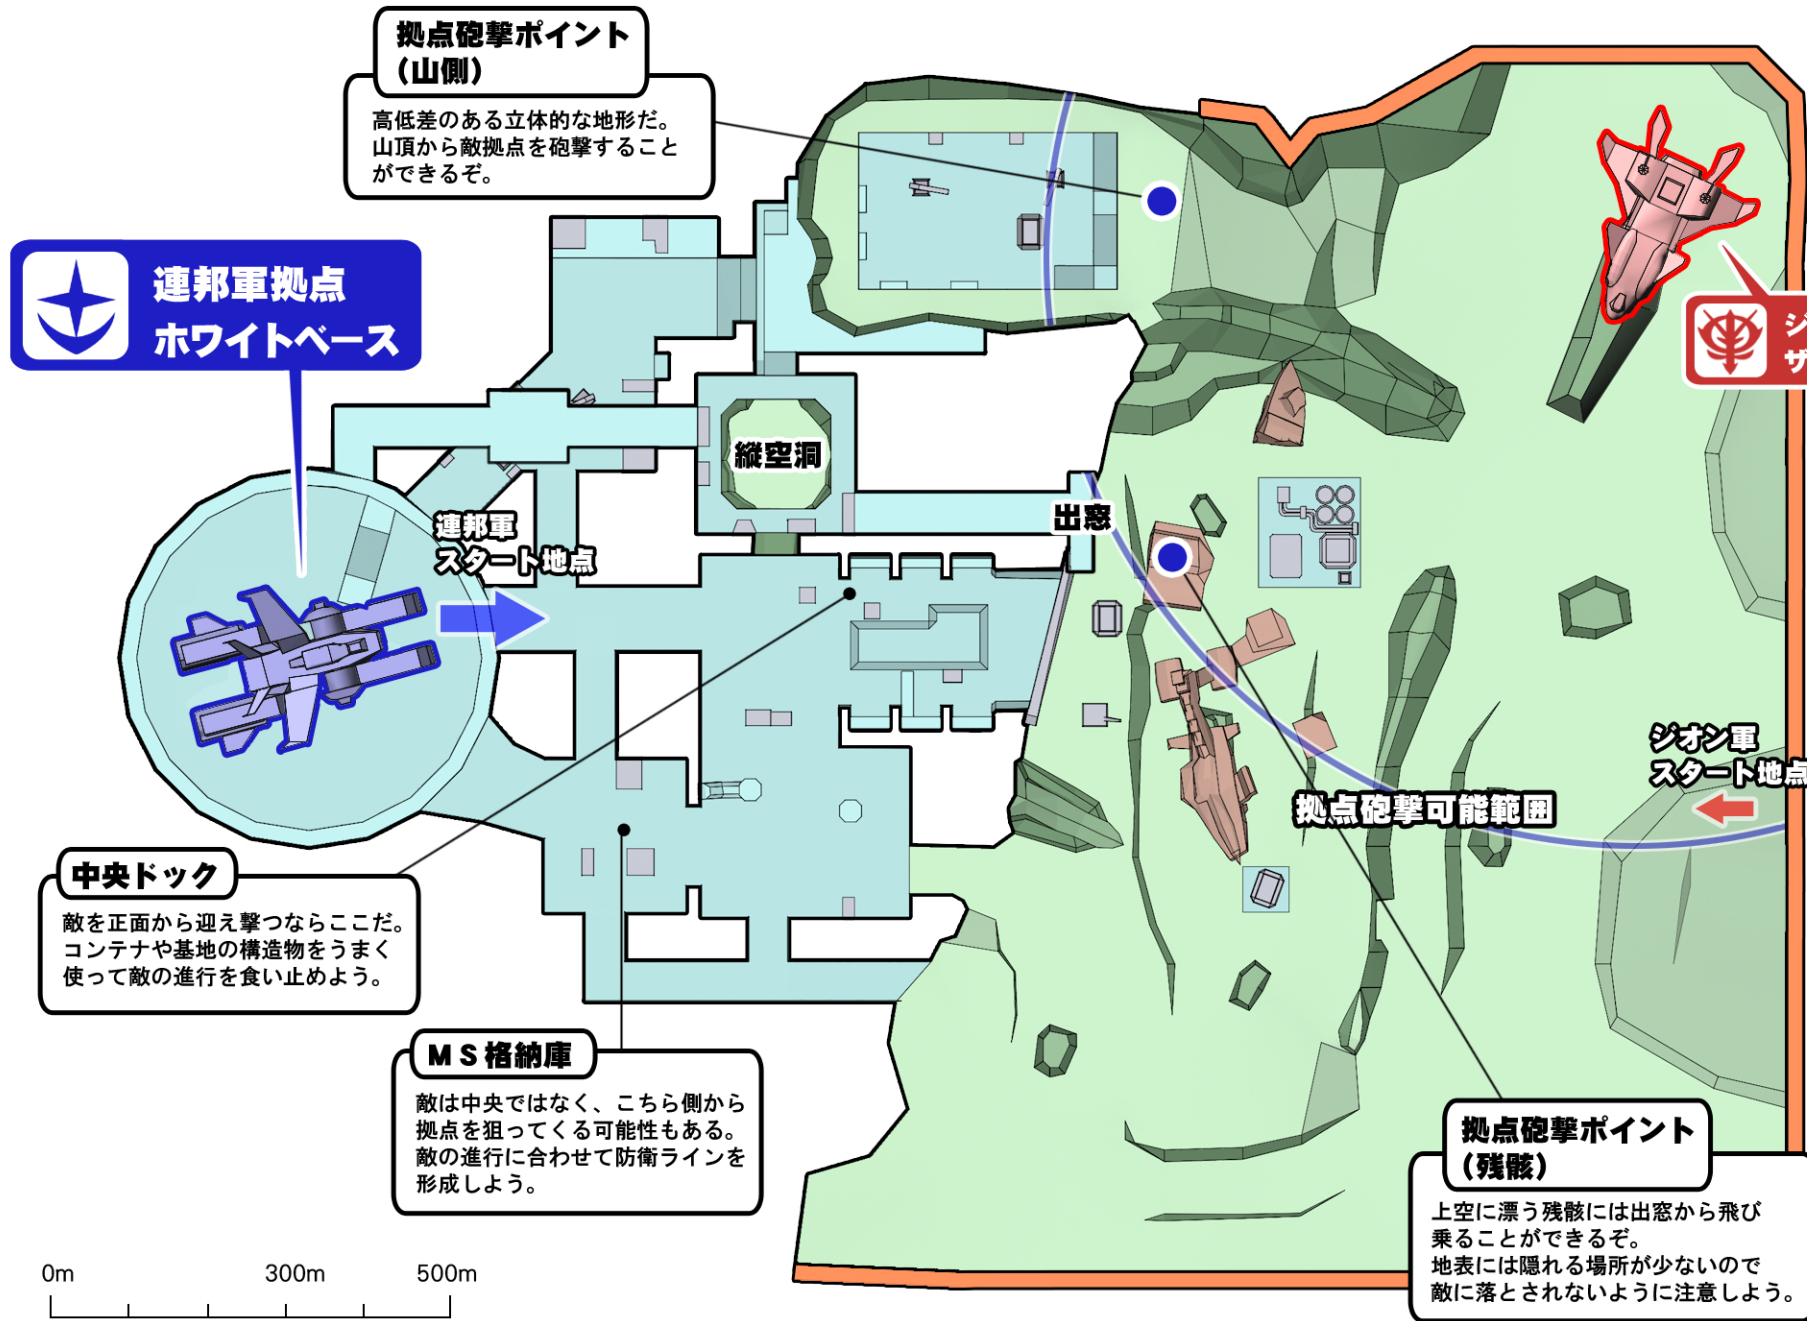 拠点砲撃ポイント
(山側)
高低差のある立体的な地形だ。
山頂から敵拠点を砲撃すること
ができるぞ。
連邦軍拠点
ホワイトベース
ジ
ザ
縦空洞
連邦軍
スタート地点
出窓
ジオン軍
スタート地点
拠点砲撃可能範囲
中央ドック
敵を正面から迎え撃つならここだ。
コンテナや基地の構造物をうまく
使って敵の進行を食い止めよう。
MS格納庫
敵は中央ではなく、こちら側から
拠点を狙ってくる可能性もある。
敵の進行に合わせて防衛ラインを
形成しよう。
拠点砲撃ポイント
(残骸)
上空に漂う残骸には出窓から飛び
乗ることができるぞ。
地表には隠れる場所が少ないので
敵に落とされないように注意しよう。
0m 300m 500m